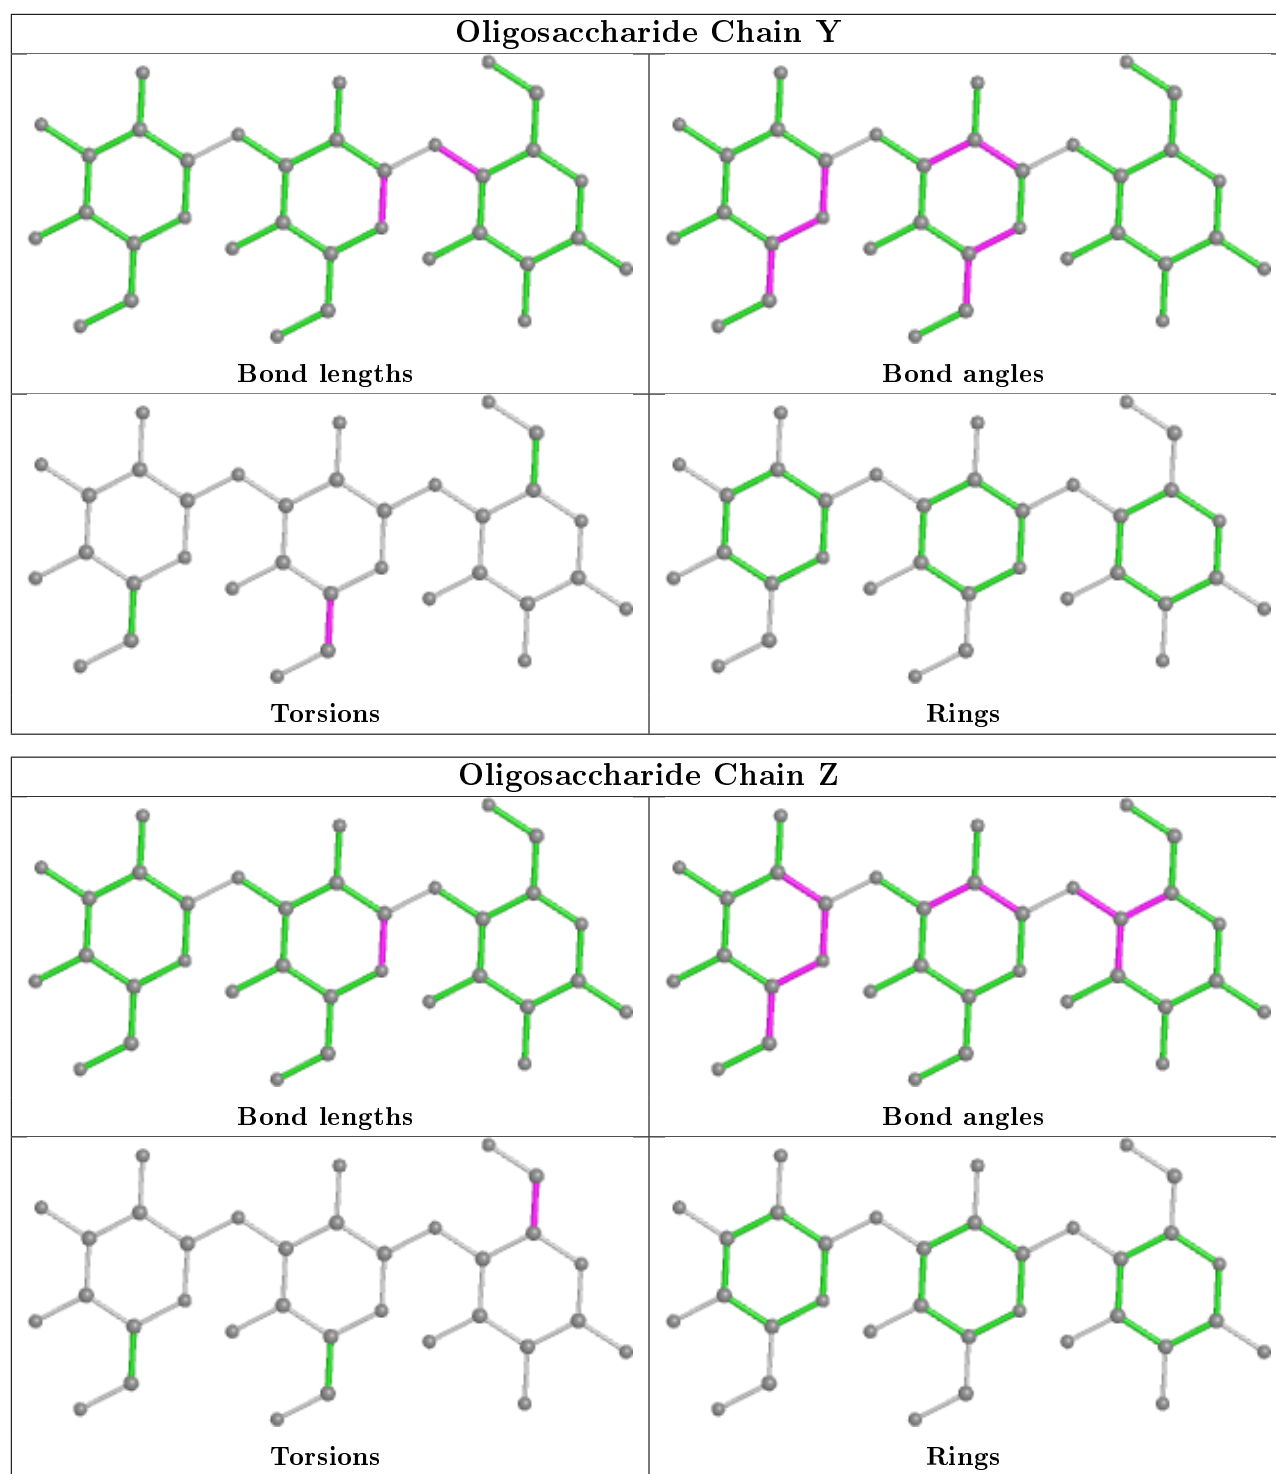 Oligosaccharide Chain Y
Bond lengths
Bond angles
Torsions
Rings
Oligosaccharide Chain Z
Bond lengths
Bond angles
Torsions
Rings